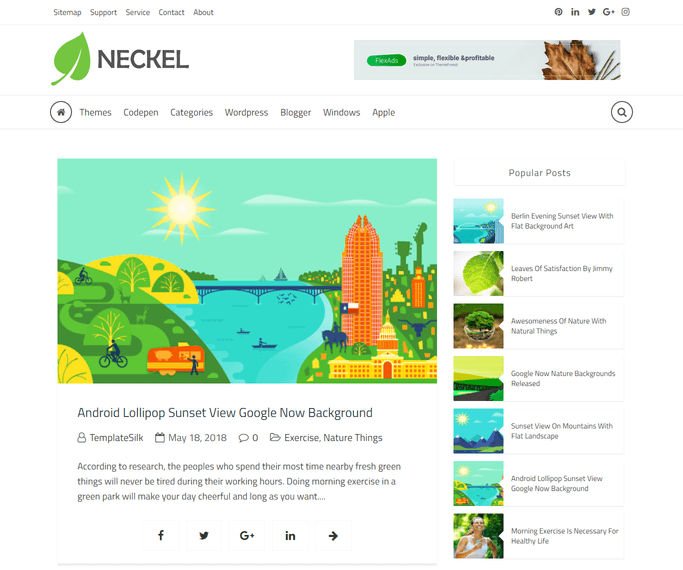 Sitemap Support Service Contact About
NECKEL
FlexAds
simple, flexible &profitable
Exclusive on ThemeForest
Themes Codepen Categories Wordpress Blogger Windows Apple
Android Lollipop Sunset View Google Now Background
TemplateSilk May 18, 2018 0 Exercise, Nature Things
According to research, the peoples who spend their most time nearby fresh green
things will never be tired during their working hours. Doing morning exercise in a
green park will make your day cheerful and long as you want....
Popular Posts
Berlin Evening Sunset View With
Flat Background Art
Leaves Of Satisfaction By Jimmy
Robert
Awesomeness Of Nature With
Natural Things
Google Now Nature Backgrounds
Released
Sunset View On Mountains With
Flat Landscape
Android Lollipop Sunset View
Google Now Background
Morning Exercise Is Necessary For
Healthy Life